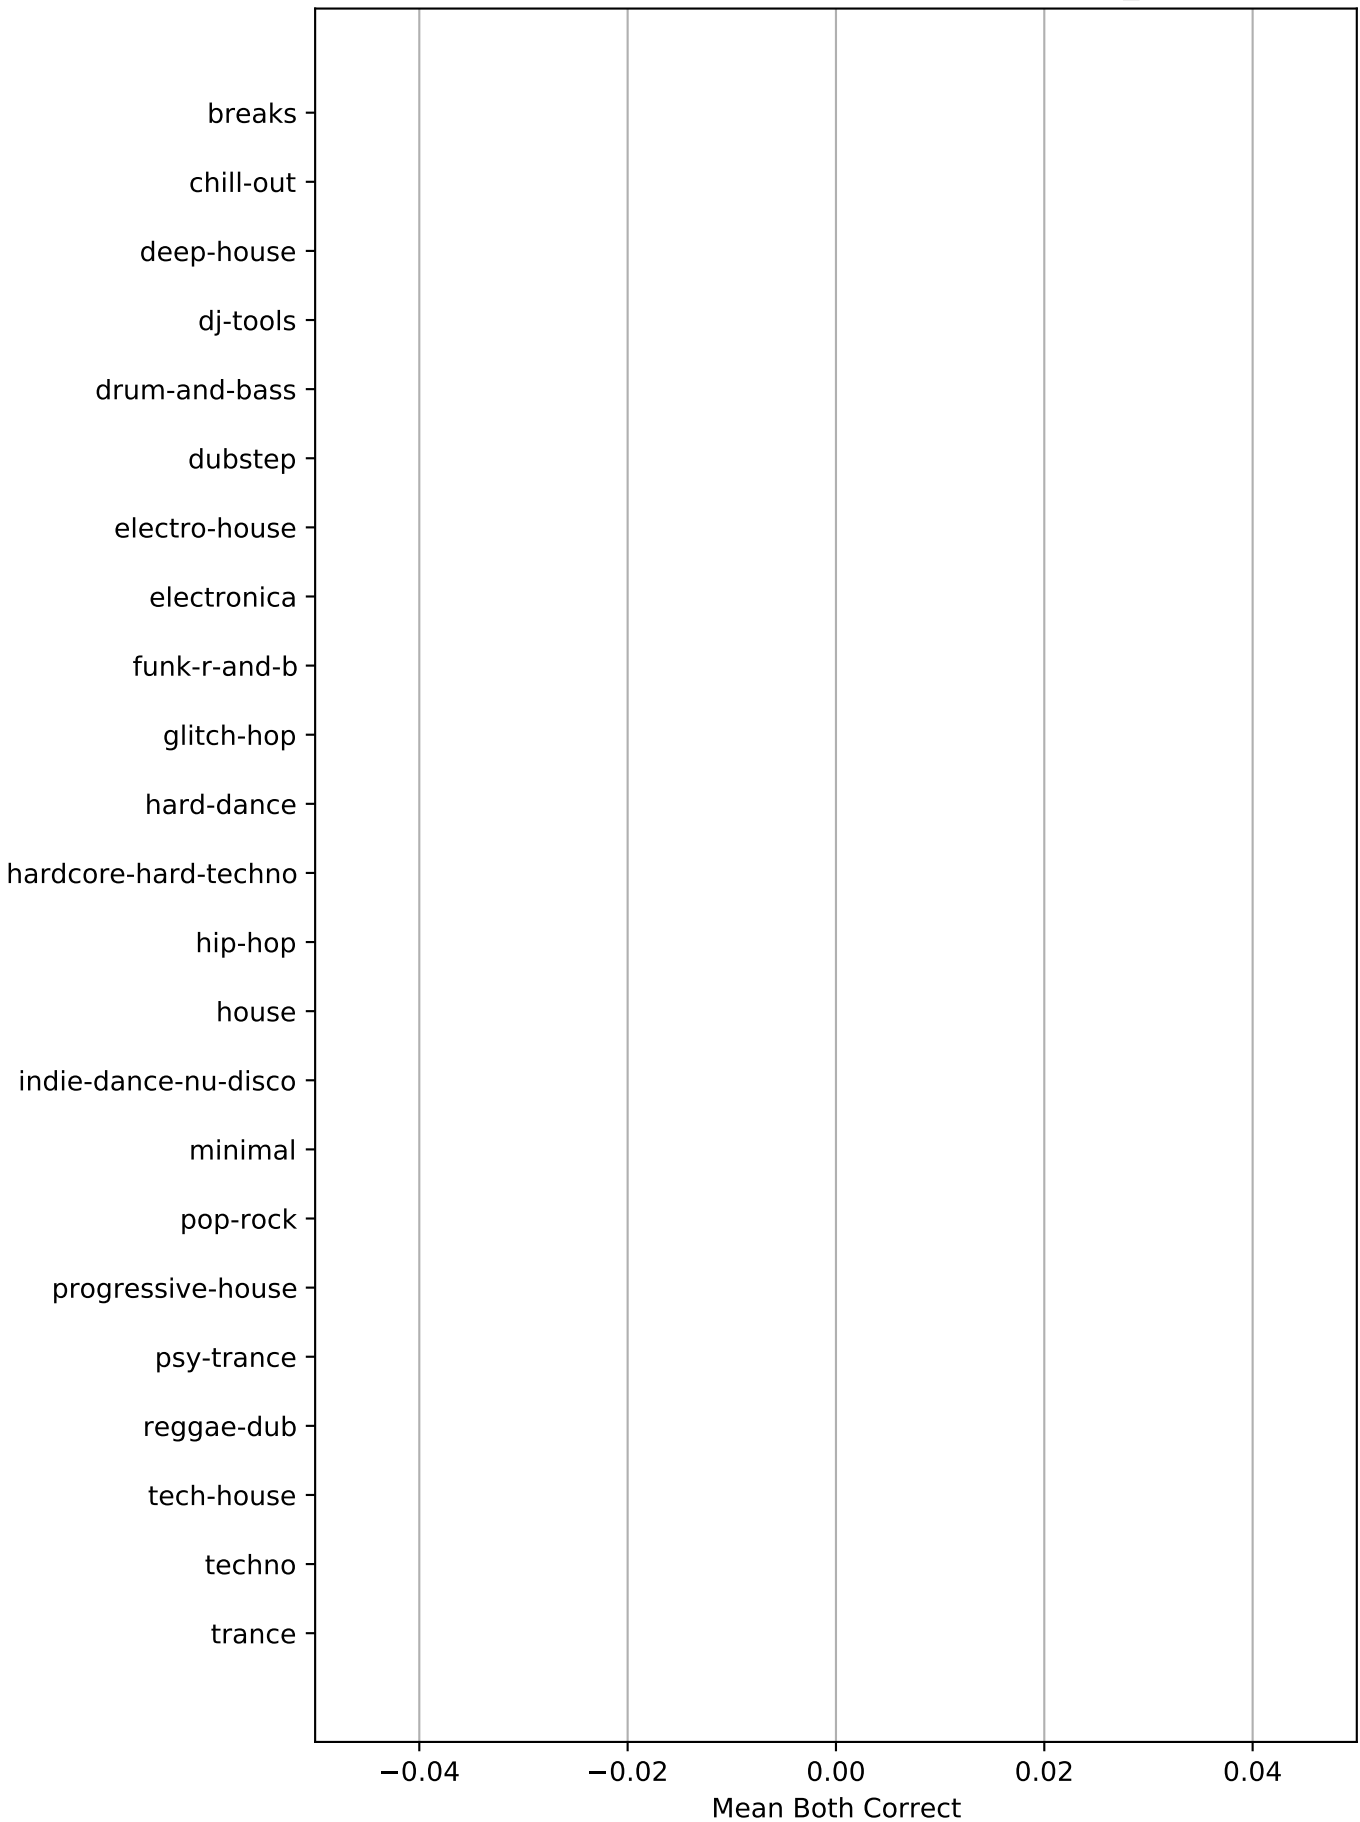 breaks
chill-out
deep-house
dj-tools
drum-and-bass
dubstep
electro-house
electronica
funk-r-and-b
glitch-hop
hard-dance
hardcore-hard-techno
hip-hop
house
indie-dance-nu-disco
minimal
pop-rock
progressive-house
psy-trance
reggae-dub
tech-house
techno
trance
−0.04 −0.02 0.00 0.02 0.04
Mean Both Correct